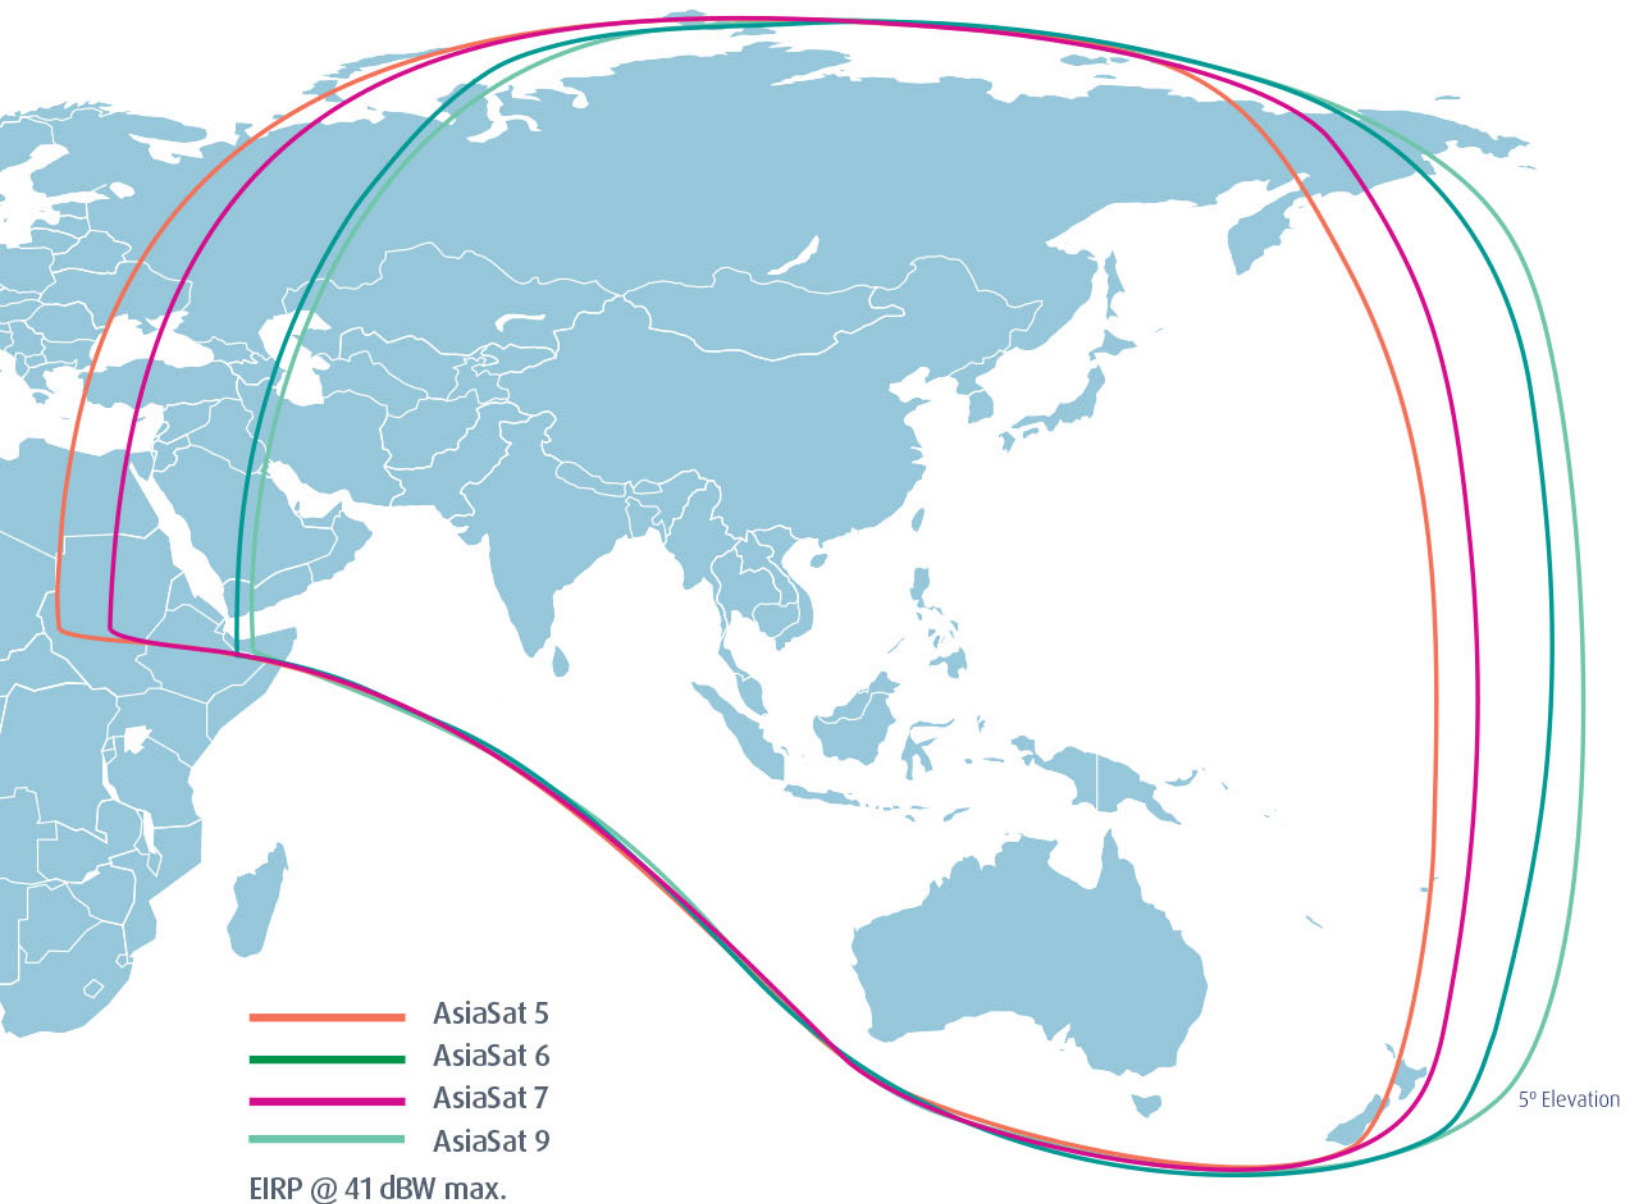 AsiaSat 5
AsiaSat 6
AsiaSat 7
AsiaSat 9
EIRP @ 41 dBW max.
5º Elevation